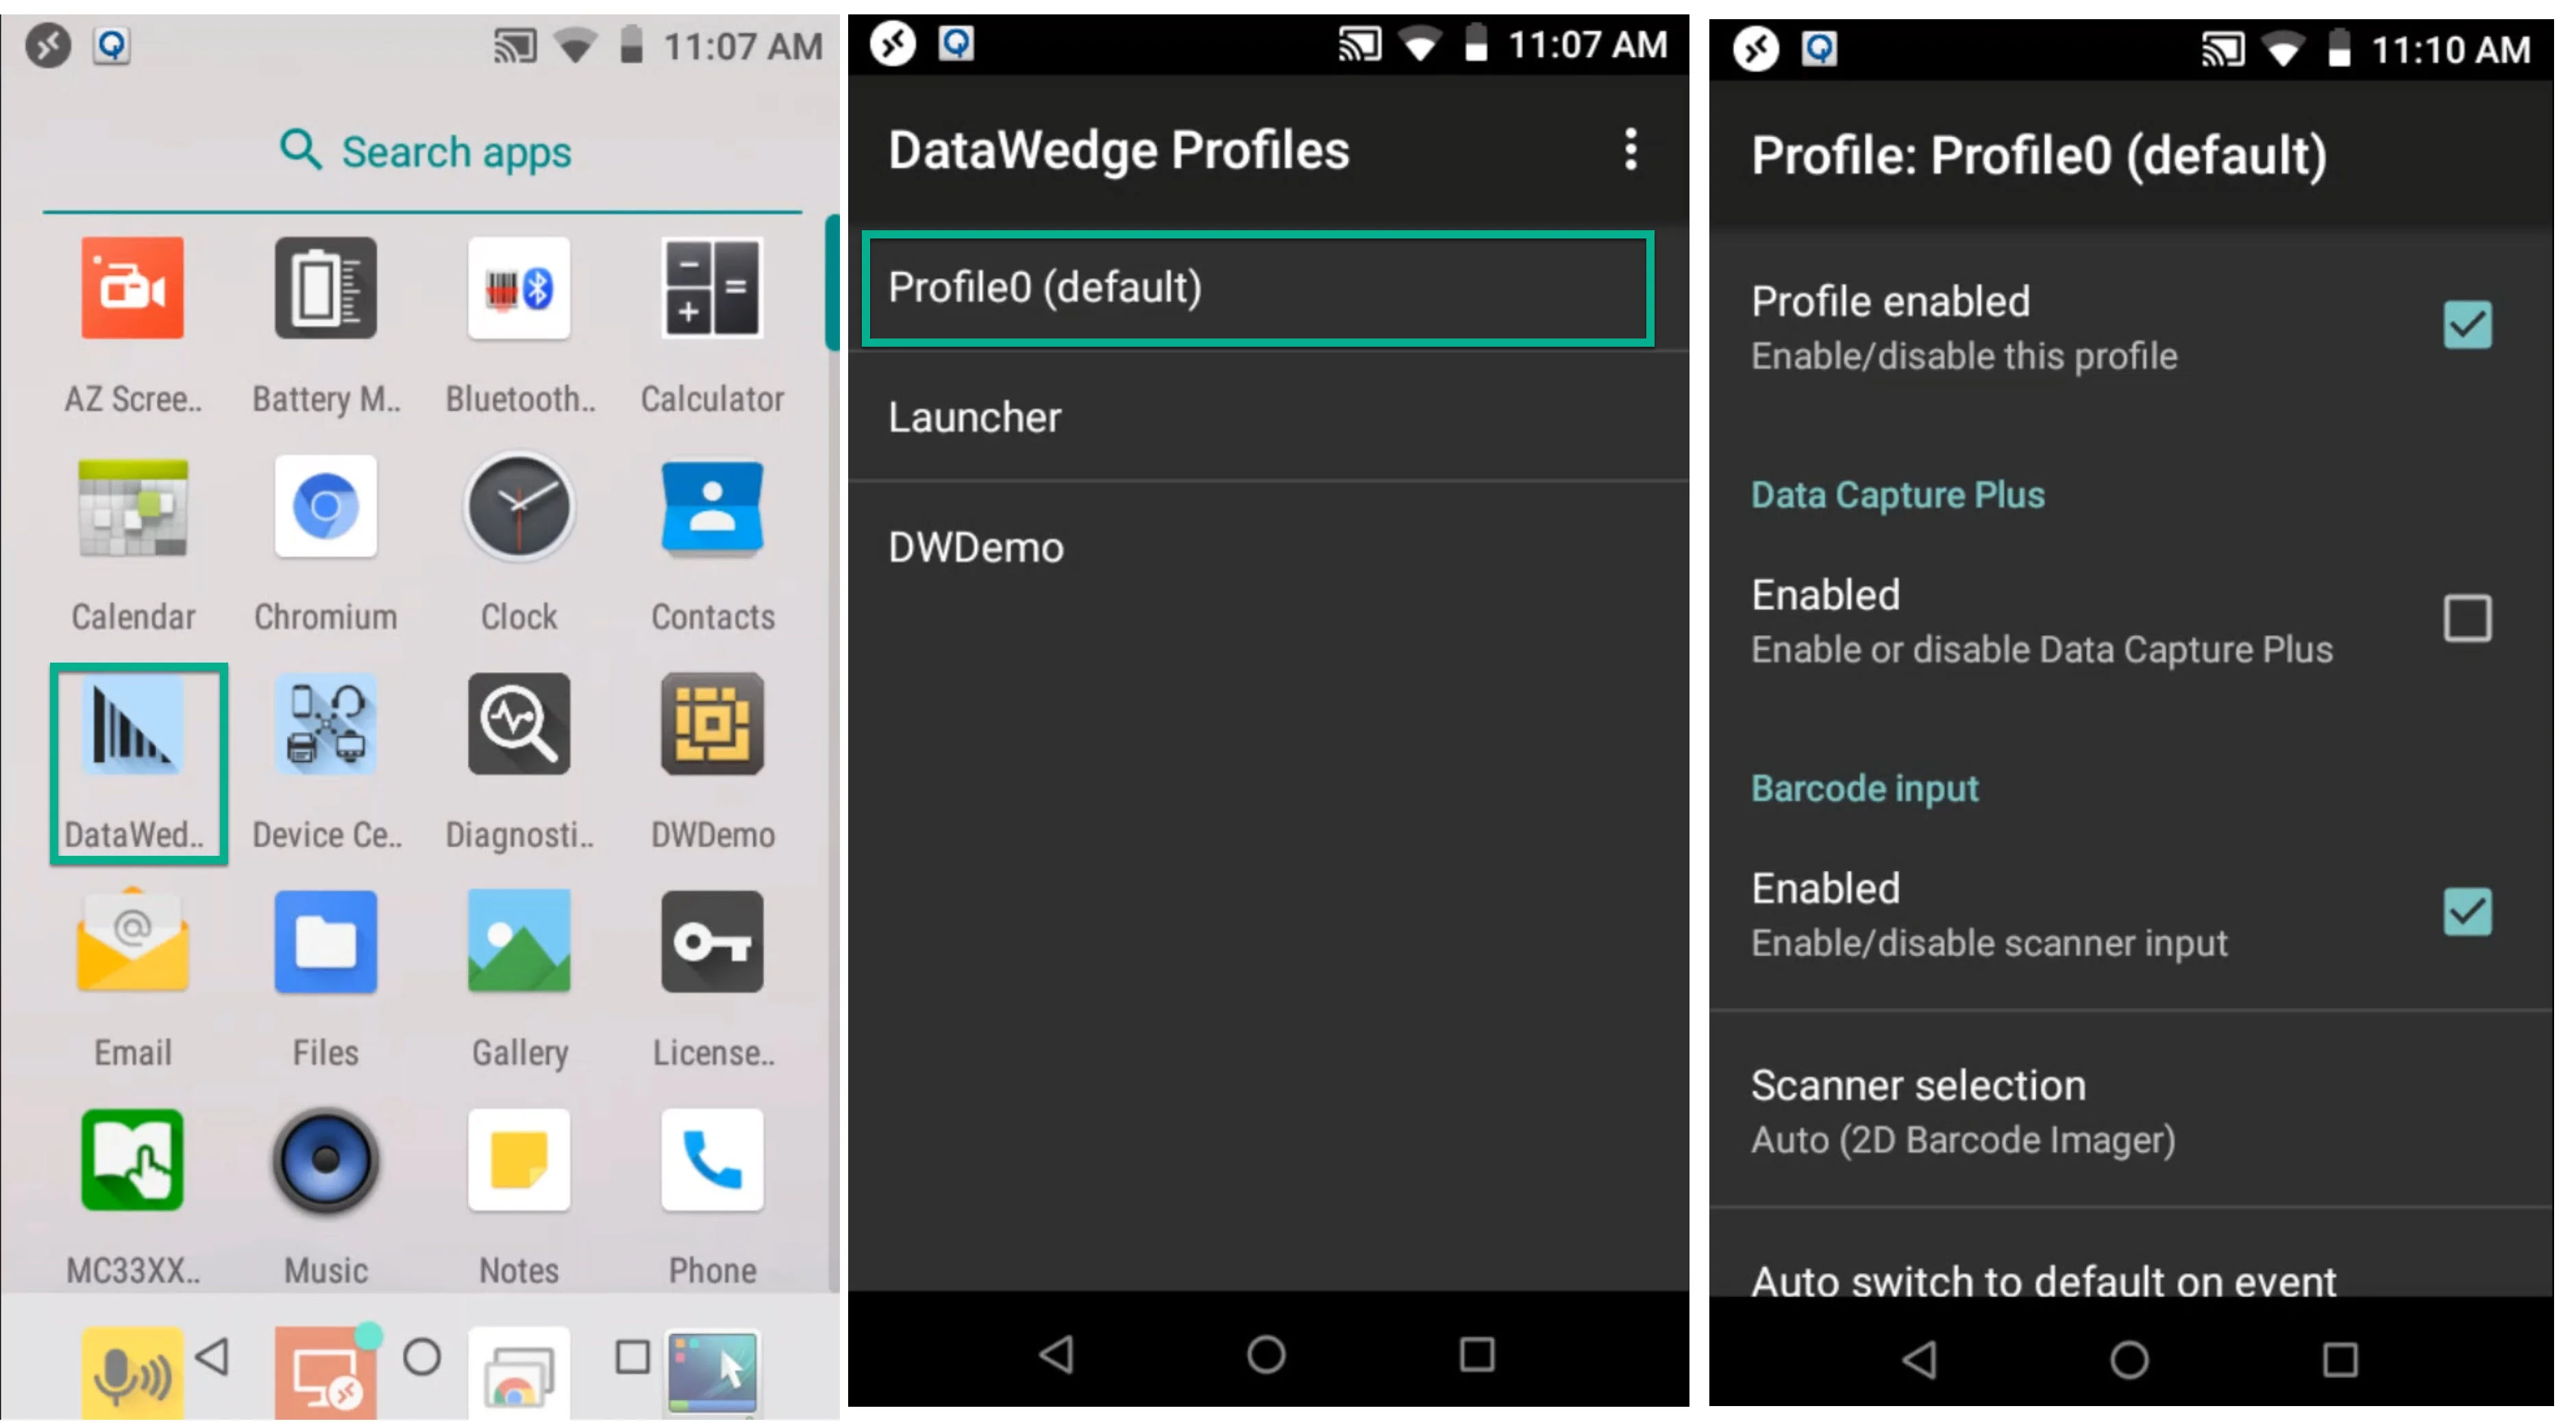 11:07 AM
Search apps
AZ Scree..
Battery M..
Bluetooth..
Calculator
Calendar
Chromium
Clock
Contacts
DataWed..
Device Ce..
Diagnosti..
DWDemo
Email
Files
Gallery
License..
MC33XX..
Music
Notes
Phone
11:07 AM
DataWedge Profiles
Profile0 (default)
Launcher
DWDemo
11:10 AM
Profile: Profile0 (default)
Profile enabled
Enable/disable this profile
Data Capture Plus
Enabled
Enable or disable Data Capture Plus
Barcode input
Enabled
Enable/disable scanner input
Scanner selection
Auto (2D Barcode Imager)
Auto switch to default on event